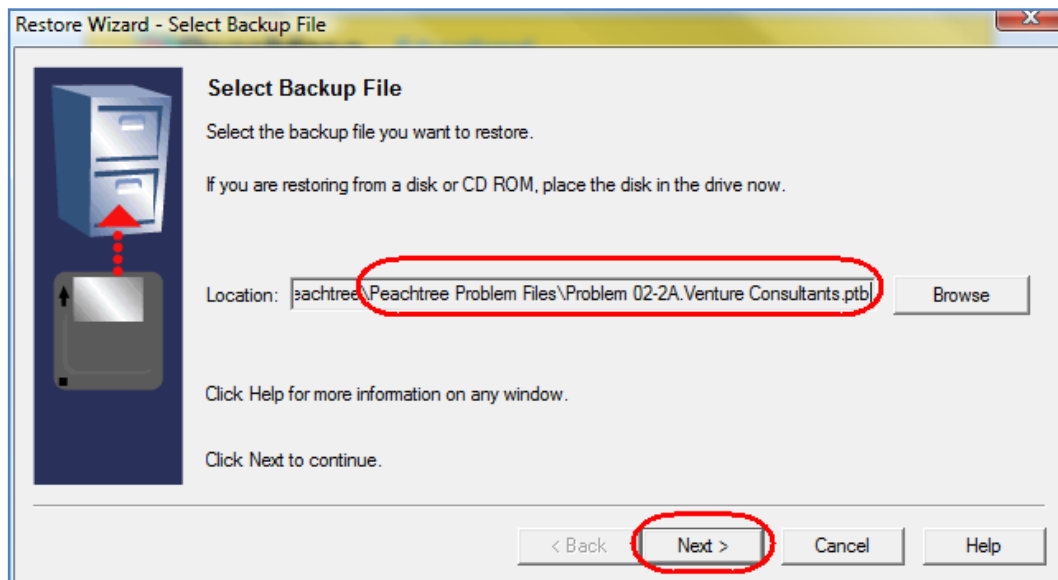 Restore Wizard - Select Backup File
Select Backup File
Select the backup file you want to restore.
If you are restoring from a disk or CD ROM, place the disk in the drive now.
Location: eachtree\Peachtree Problem Files\Problem 02-2A.Venture Consultants.ptb Browse
Click Help for more information on any window.
Click Next to continue.
< Back Next > Cancel Help